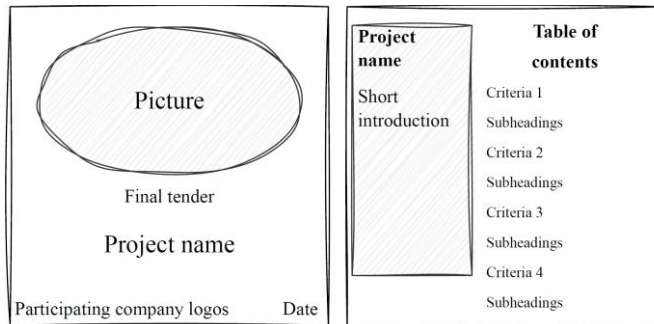 Picture
Final tender
Project name
Participating company logos
Date
Project
name
Short
introduction
Table of
contents
Criteria 1
Subheadings
Criteria 2
Subheadings
Criteria 3
Subheadings
Criteria 4
Subheadings